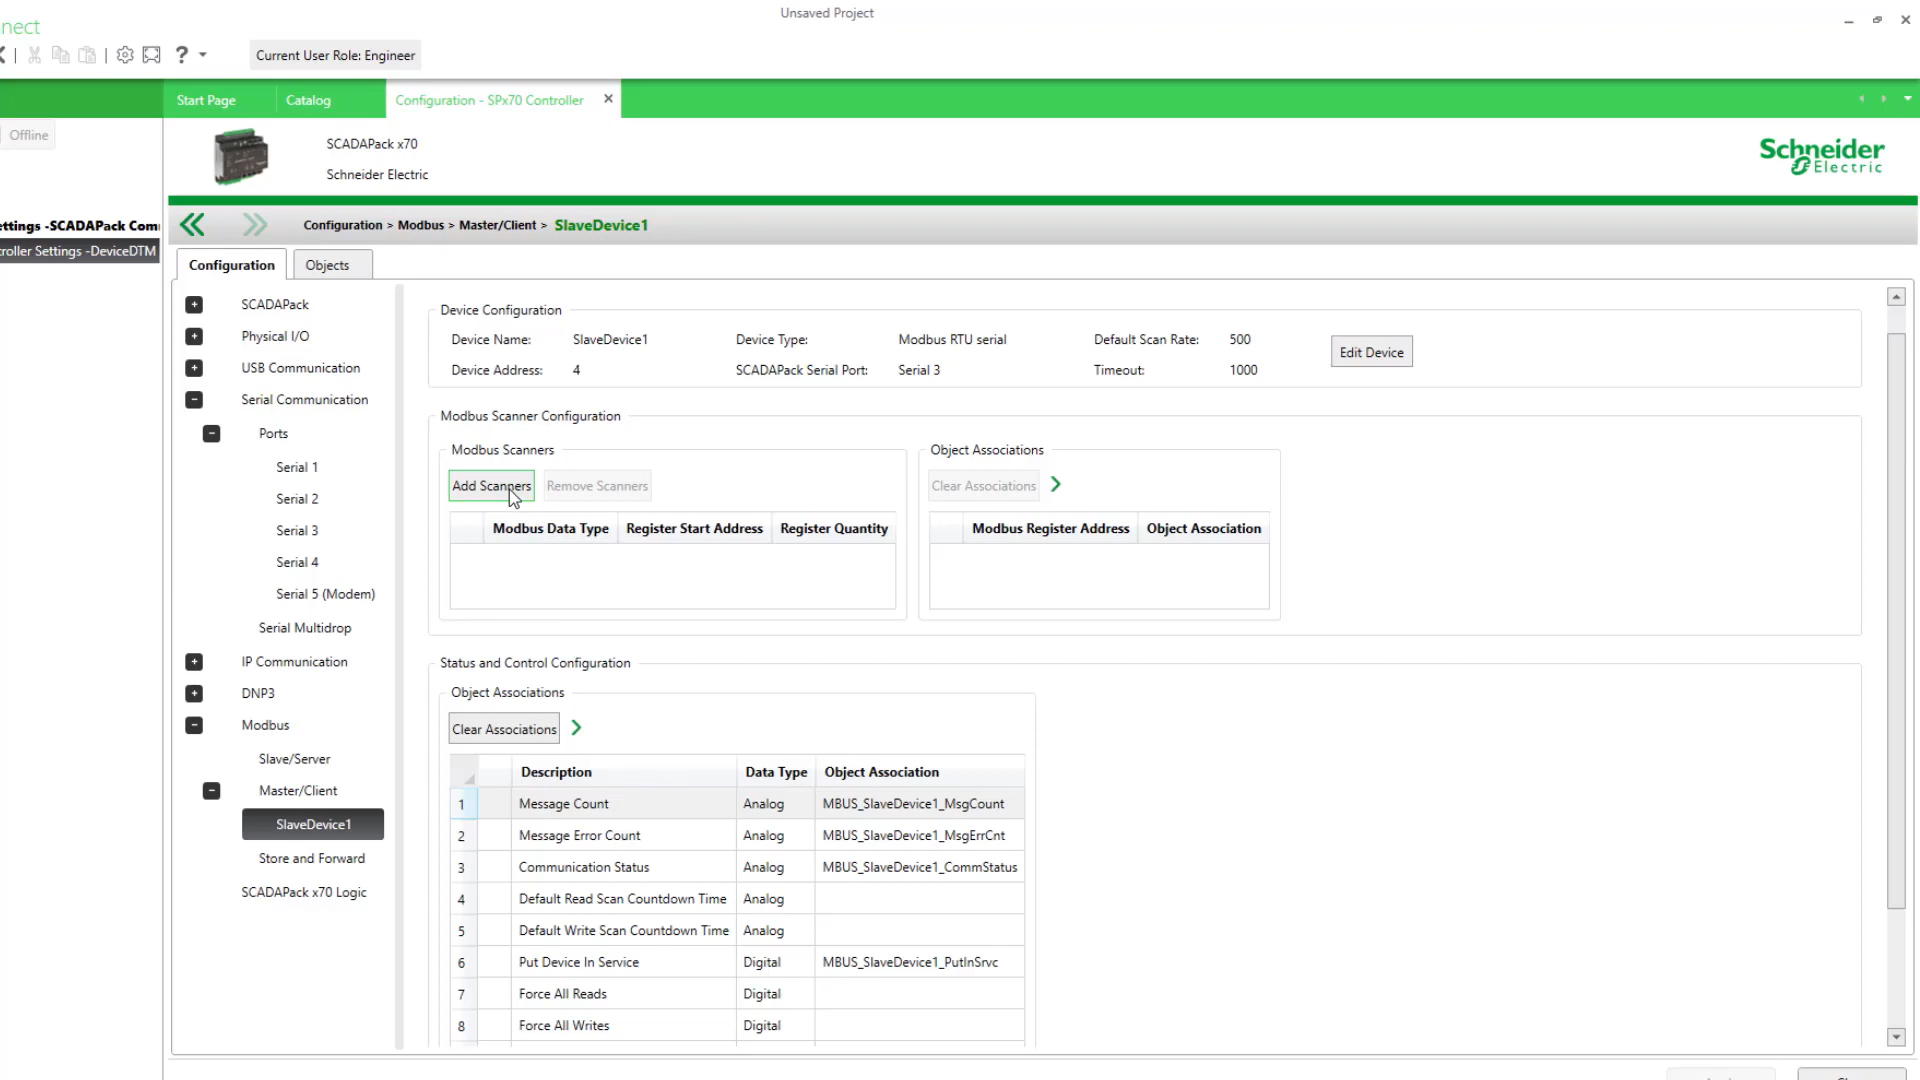 Unsaved Project
nect
Current User Role: Engineer
Start Page
Catalog
Configuration - SPx70 Controller
Offline
SCADAPack x70
Schneider Electric
Schneider
Electric
ettings -SCADAPack Com
roller Settings -DeviceDTM
Configuration > Modbus > Master/Client > SlaveDevice1
Configuration
Objects
SCADAPack
Physical I/O
USB Communication
Serial Communication
Ports
Serial 1
Serial 2
Serial 3
Serial 4
Serial 5 (Modem)
Serial Multidrop
IP Communication
DNP3
Modbus
Slave/Server
Master/Client
SlaveDevice1
Store and Forward
SCADAPack x70 Logic
Device Configuration
Device Name: SlaveDevice1 Device Type: Modbus RTU serial Default Scan Rate: 500
Edit Device
Device Address: 4 SCADAPack Serial Port: Serial 3 Timeout: 1000
Modbus Scanner Configuration
Modbus Scanners
Add Scanners Remove Scanners
Modbus Data Type Register Start Address Register Quantity
Object Associations
Clear Associations
Modbus Register Address Object Association
Status and Control Configuration
Object Associations
Clear Associations
Description Data Type Object Association
1 Message Count Analog MBUS_SlaveDevice1_MsgCount
2 Message Error Count Analog MBUS_SlaveDevice1_MsgErrCnt
3 Communication Status Analog MBUS_SlaveDevice1_CommStatus
4 Default Read Scan Countdown Time Analog
5 Default Write Scan Countdown Time Analog
6 Put Device In Service Digital MBUS_SlaveDevice1_PutInSrvc
7 Force All Reads Digital
8 Force All Writes Digital